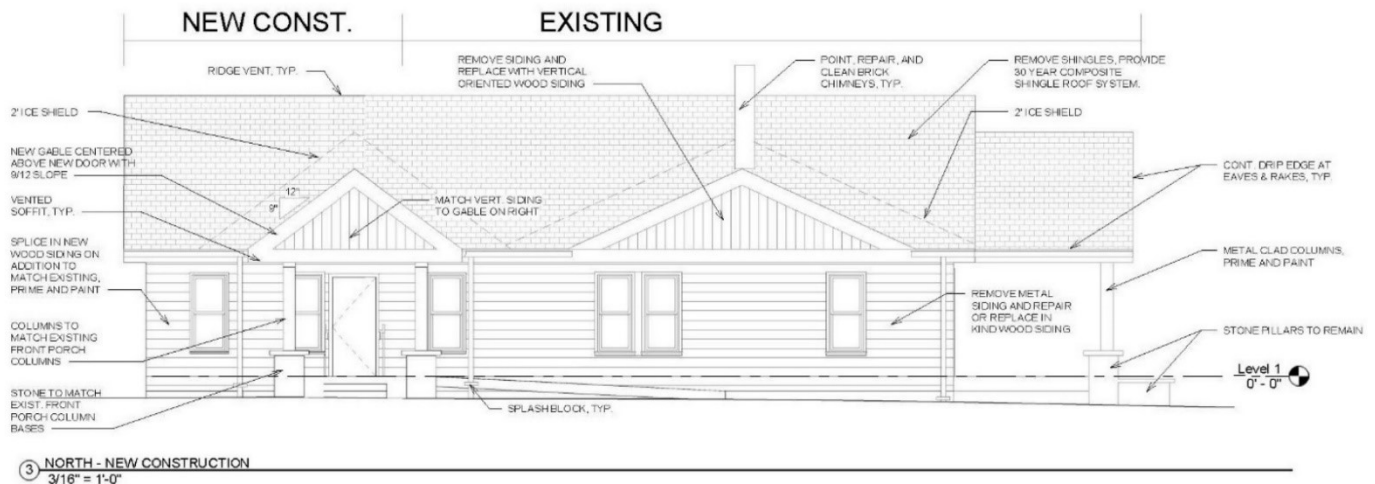 NEW CONST.
EXISTING
RIDGE VENT, TYP.
REMOVE SIDING AND
REPLACE WITH VERTICAL
ORIENTED WOOD SIDING
POINT, REPAIR, AND
CLEAN BRICK
CHIMNEYS, TYP.
REMOVE SHINGLES, PROVIDE
30 YEAR COMPOSITE
SHINGLE ROOF SYSTEM.
2' ICE SHIELD
2' ICE SHIELD
NEW GABLE CENTERED
ABOVE NEW DOOR WITH
9/12 SLOPE
12"
9"
VENTED
SOFFIT, TYP.
MATCH VERT. SIDING
TO GABLE ON RIGHT
CONT. DRIP EDGE AT
EAVES & RAKES, TYP.
SPLICE IN NEW
WOOD SIDING ON
ADDITION TO
MATCH EXISTING,
PRIME AND PAINT
METAL CLAD COLUMNS,
PRIME AND PAINT
REMOVE METAL
SIDING AND REPAIR
OR REPLACE IN
KIND WOOD SIDING
COLUMNS TO
MATCH EXISTING
FRONT PORCH
COLUMNS
STONE PILLARS TO REMAIN
Level 1
0' - 0"
STONE TO MATCH
EXIST. FRONT
PORCH COLUMN
BASES
SPLASH BLOCK, TYP.
3
NORTH - NEW CONSTRUCTION
3/16" = 1'-0"